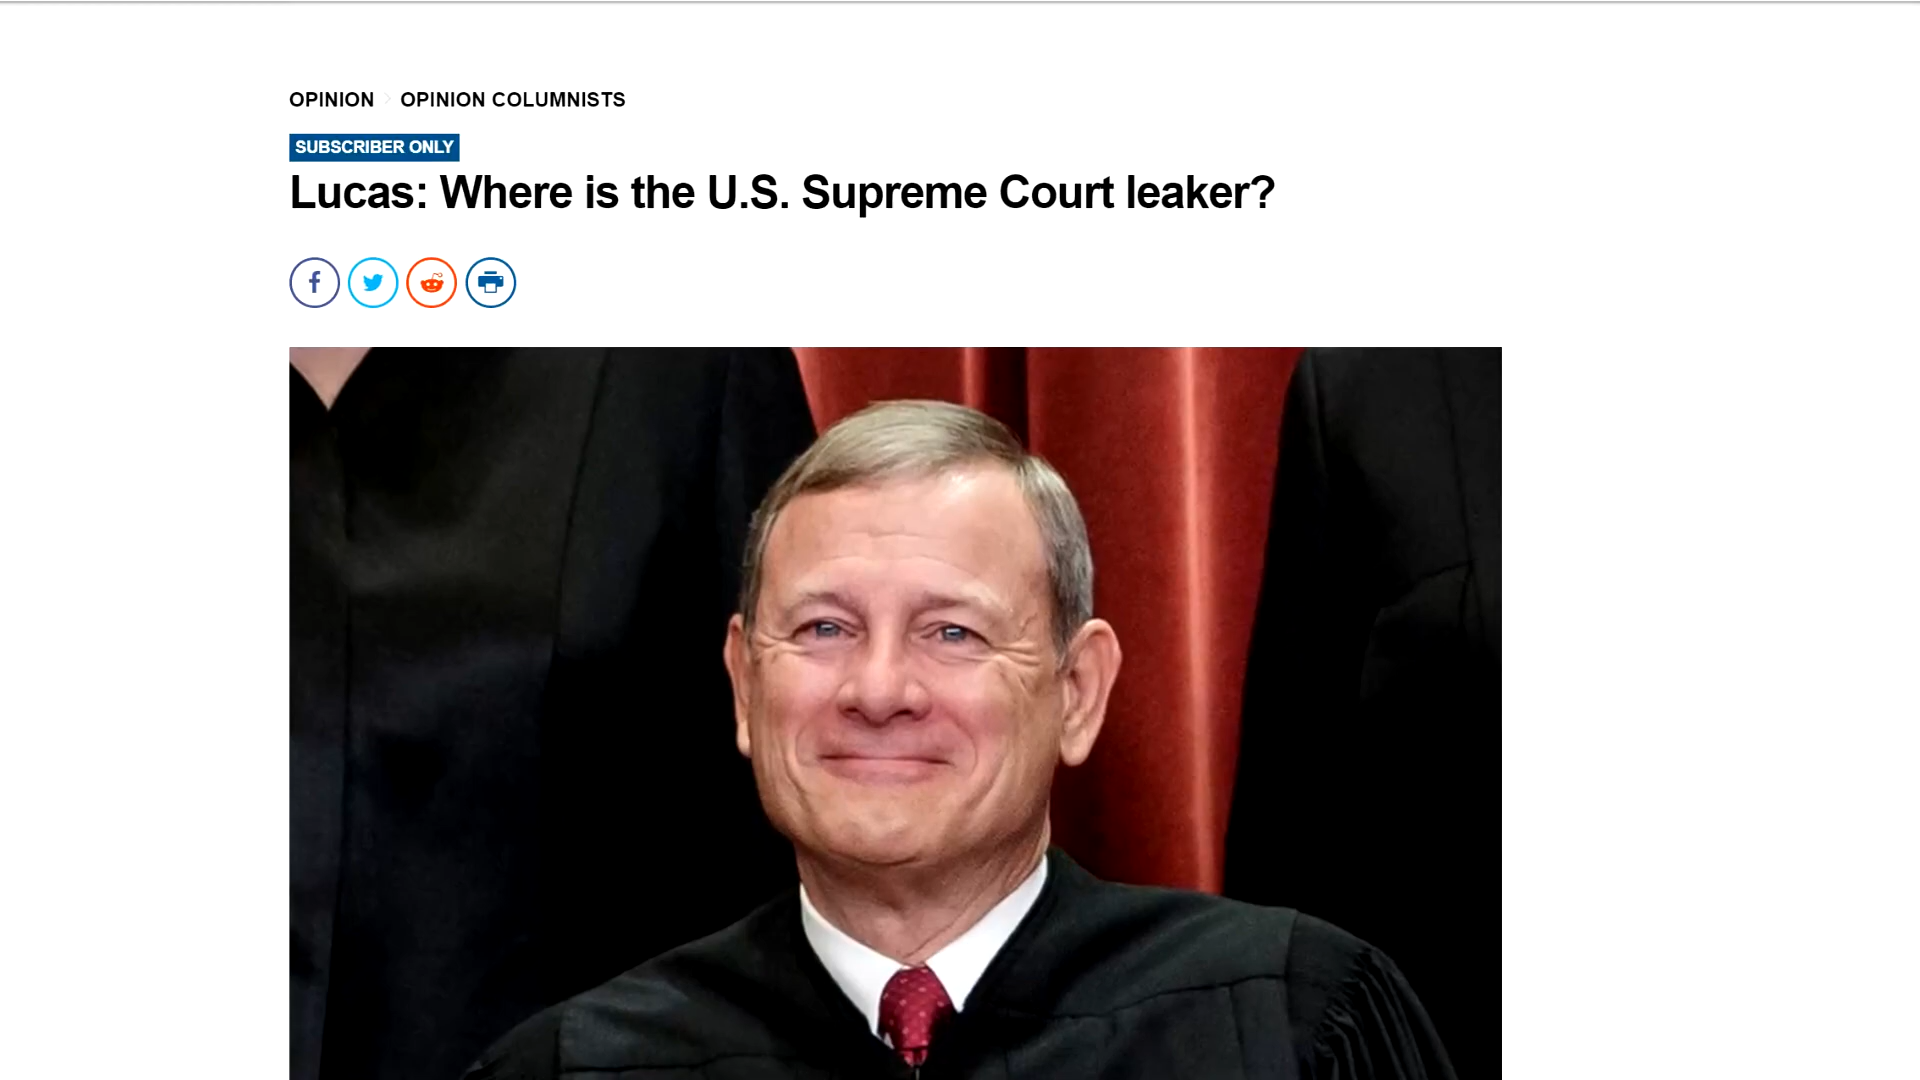 OPINION > OPINION COLUMNISTS
SUBSCRIBER ONLY
Lucas: Where is the U.S. Supreme Court leaker?